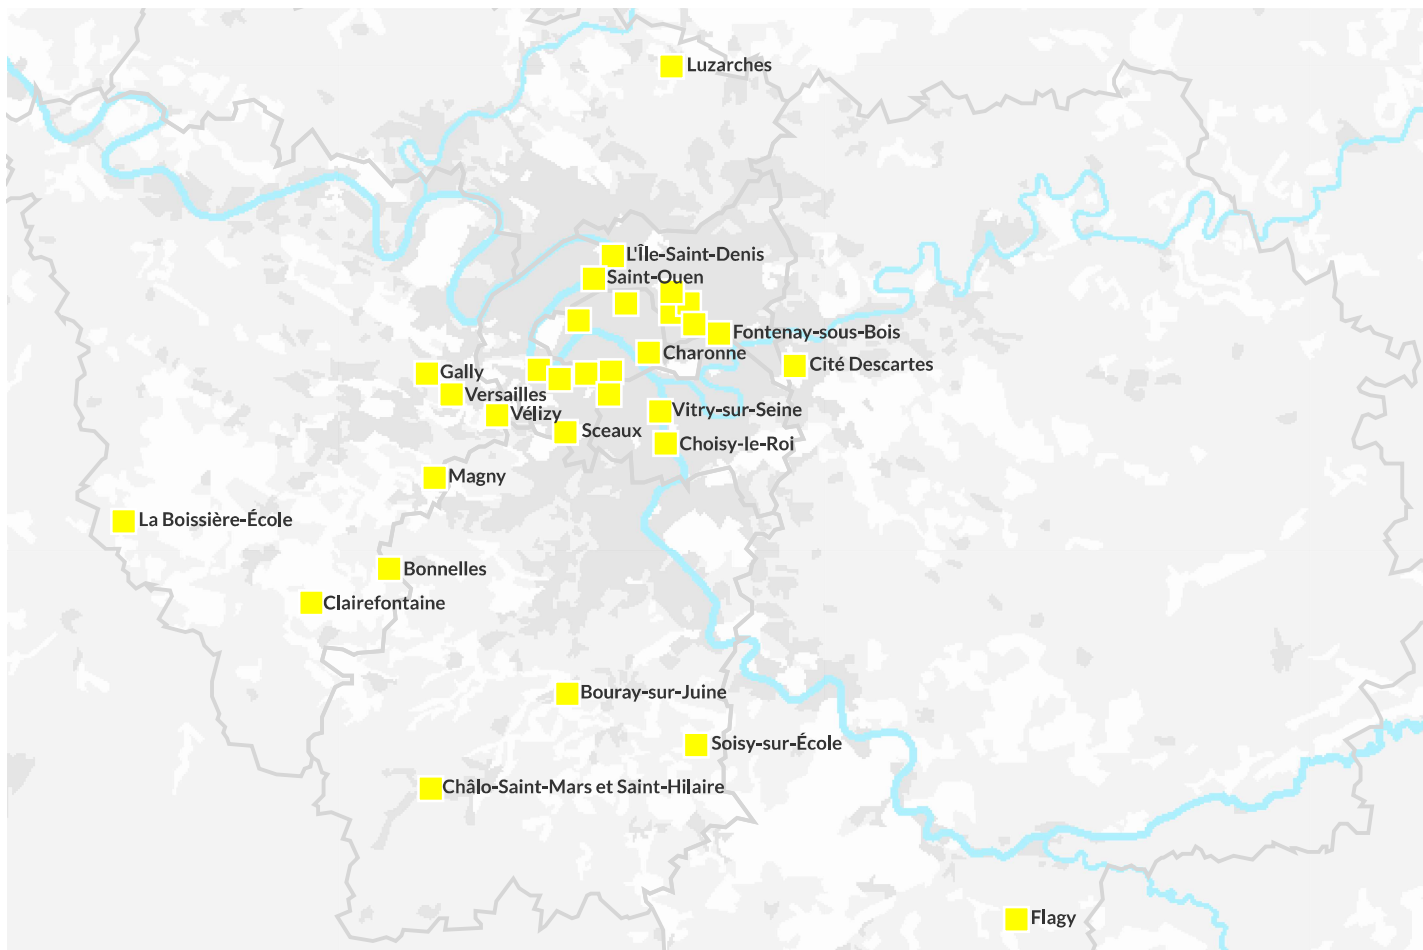 Luzarches
L'Île-Saint-Denis
Saint-Ouen
Fontenay-sous-Bois
Charonne
Cité Descartes
Gally
Versailles
Vélizy
Vitry-sur-Seine
Sceaux
Choisy-le-Roi
Magny
La Boissière-École
Bonnelles
Clairefontaine
Bouray-sur-Juine
Soisy-sur-École
Châlo-Saint-Mars et Saint-Hilaire
Flagy